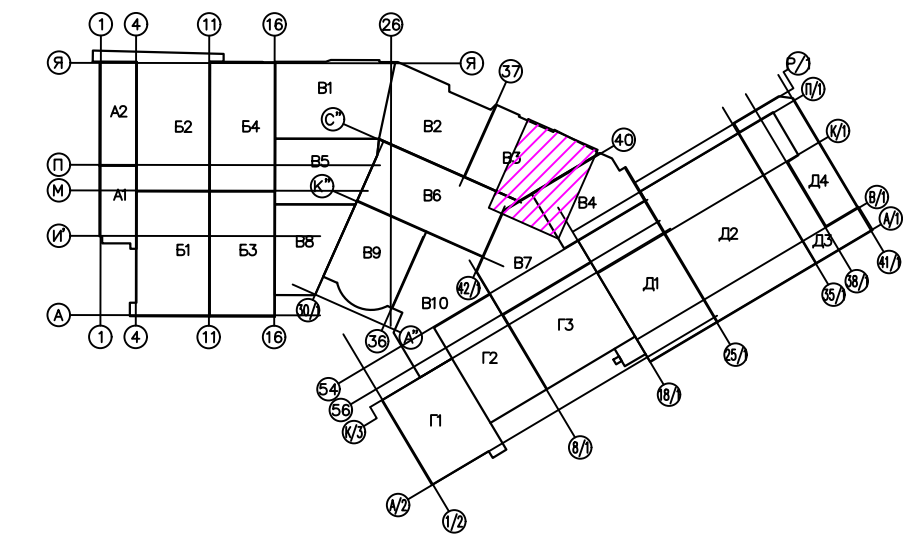 1 4 11 16 26
Я Я
37
Р/1
П/1
А2
Б2
Б4
В1
С"
В2
40
К/1
П
В5
В3
М
К"
Д4
А1
В6
В4
В/1
И'
А/1
Б1
Б3
В8
В9
Д2
Д3
41/1
В7
38/1
42/1
Д1
35/1
30/1
В10
А
1 4 11 16
36
А"
Г3
25/1
Г2
54
18/1
56
К/3
Г1
8/1
А/2
1/2